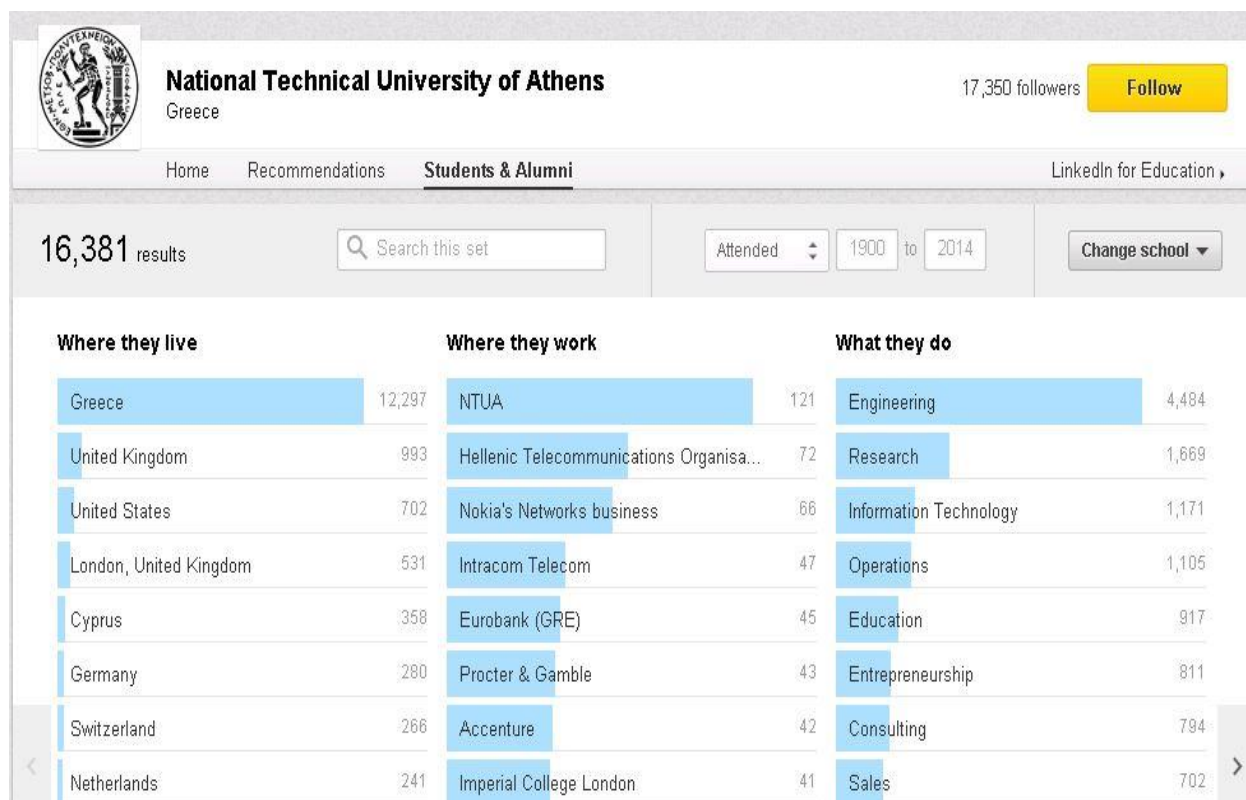 National Technical University of Athens
Greece
17,350 followers
Follow
Home Recommendations Students & Alumni LinkedIn for Education
16,381 results
Search this set
Attended 1900 to 2014
Change school
Where they live
Greece 12,297
United Kingdom 993
United States 702
London, United Kingdom 531
Cyprus 358
Germany 280
Switzerland 266
Netherlands 241
Where they work
NTUA 121
Hellenic Telecommunications Organisa... 72
Nokia's Networks business 66
Intracom Telecom 47
Eurobank (GRE) 45
Procter & Gamble 43
Accenture 42
Imperial College London 41
What they do
Engineering 4,484
Research 1,669
Information Technology 1,171
Operations 1,105
Education 917
Entrepreneurship 811
Consulting 794
Sales 702